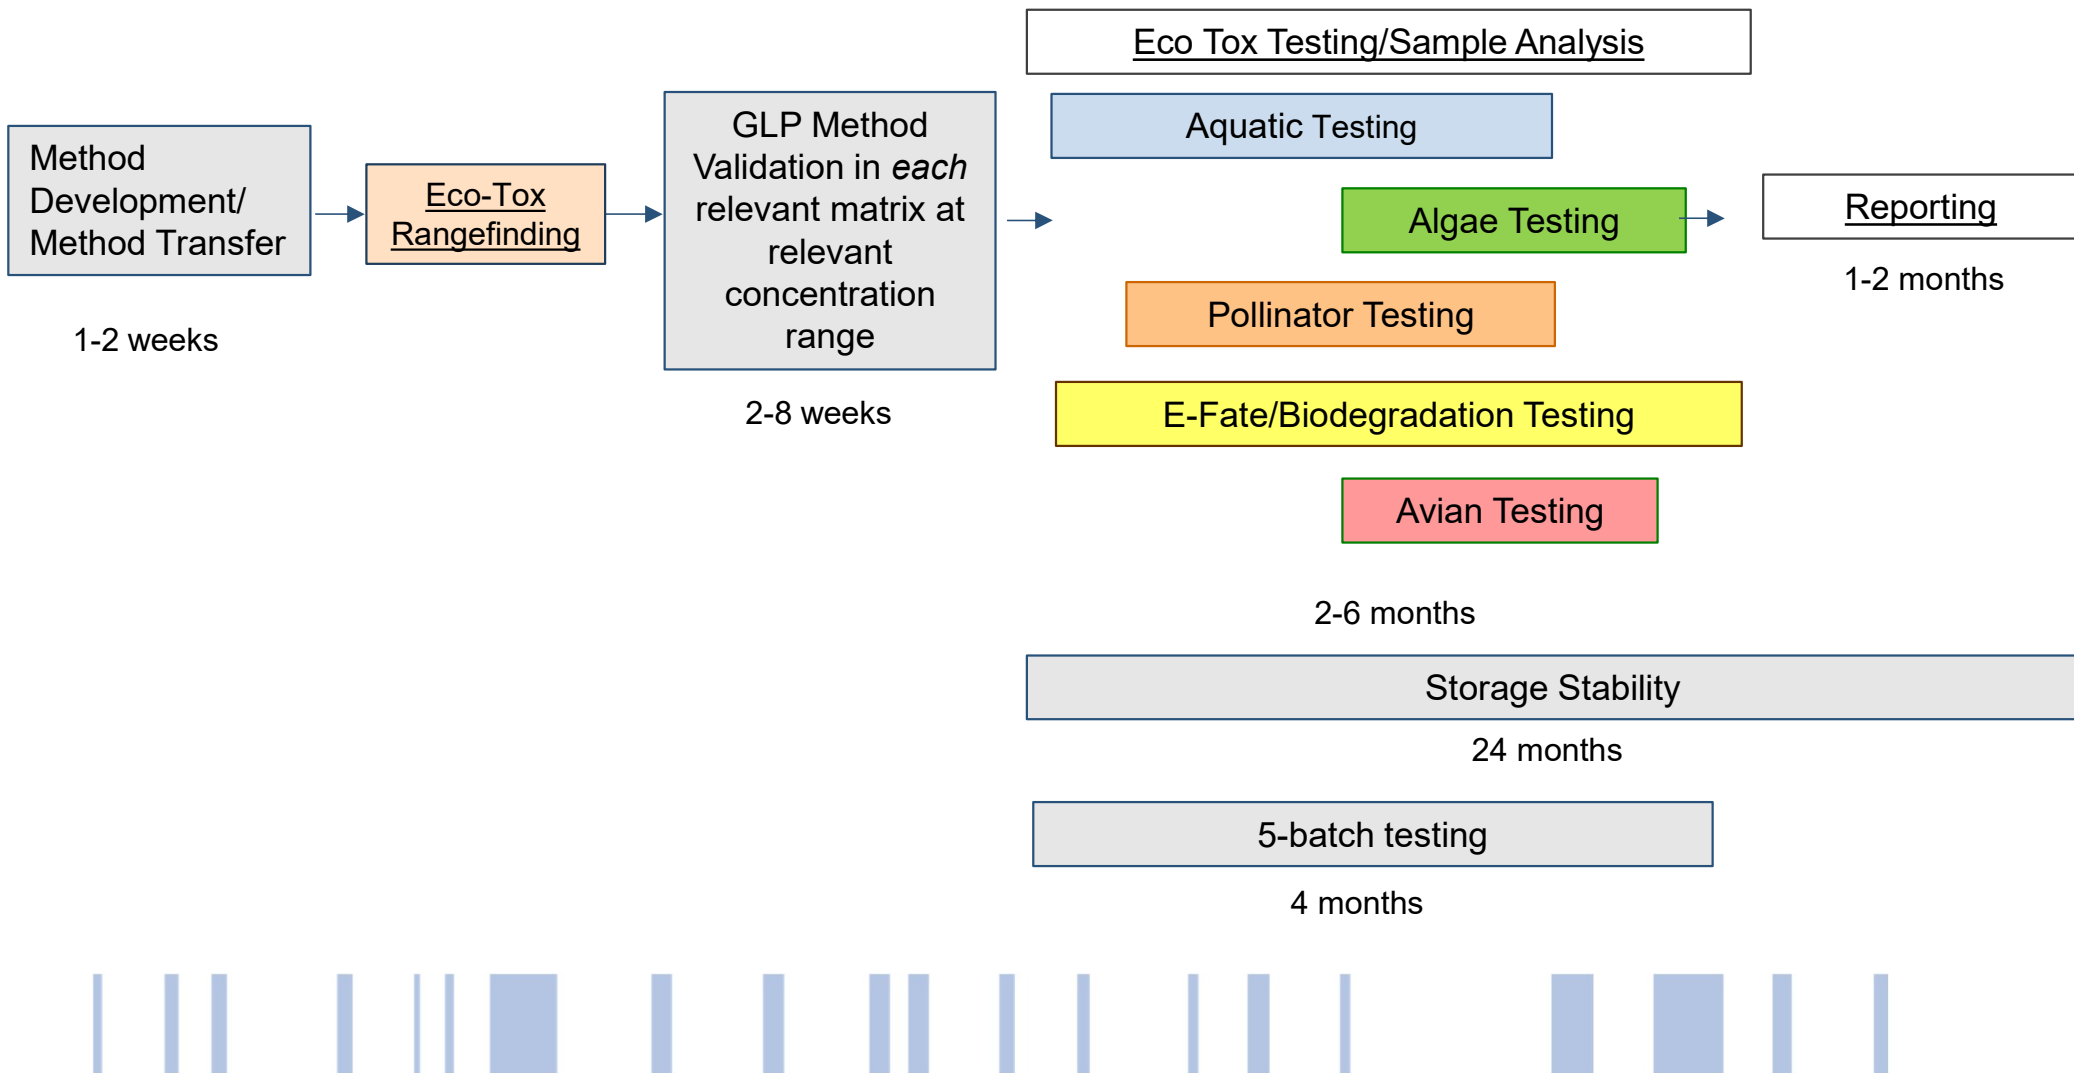 Method
Development/
Method Transfer
1-2 weeks
Eco-Tox
Rangefinding
GLP Method
Validation in each
relevant matrix at
relevant
concentration
range
2-8 weeks
Eco Tox Testing/Sample Analysis
Aquatic Testing
Algae Testing
Pollinator Testing
E-Fate/Biodegradation Testing
Avian Testing
2-6 months
Reporting
1-2 months
Storage Stability
24 months
5-batch testing
4 months